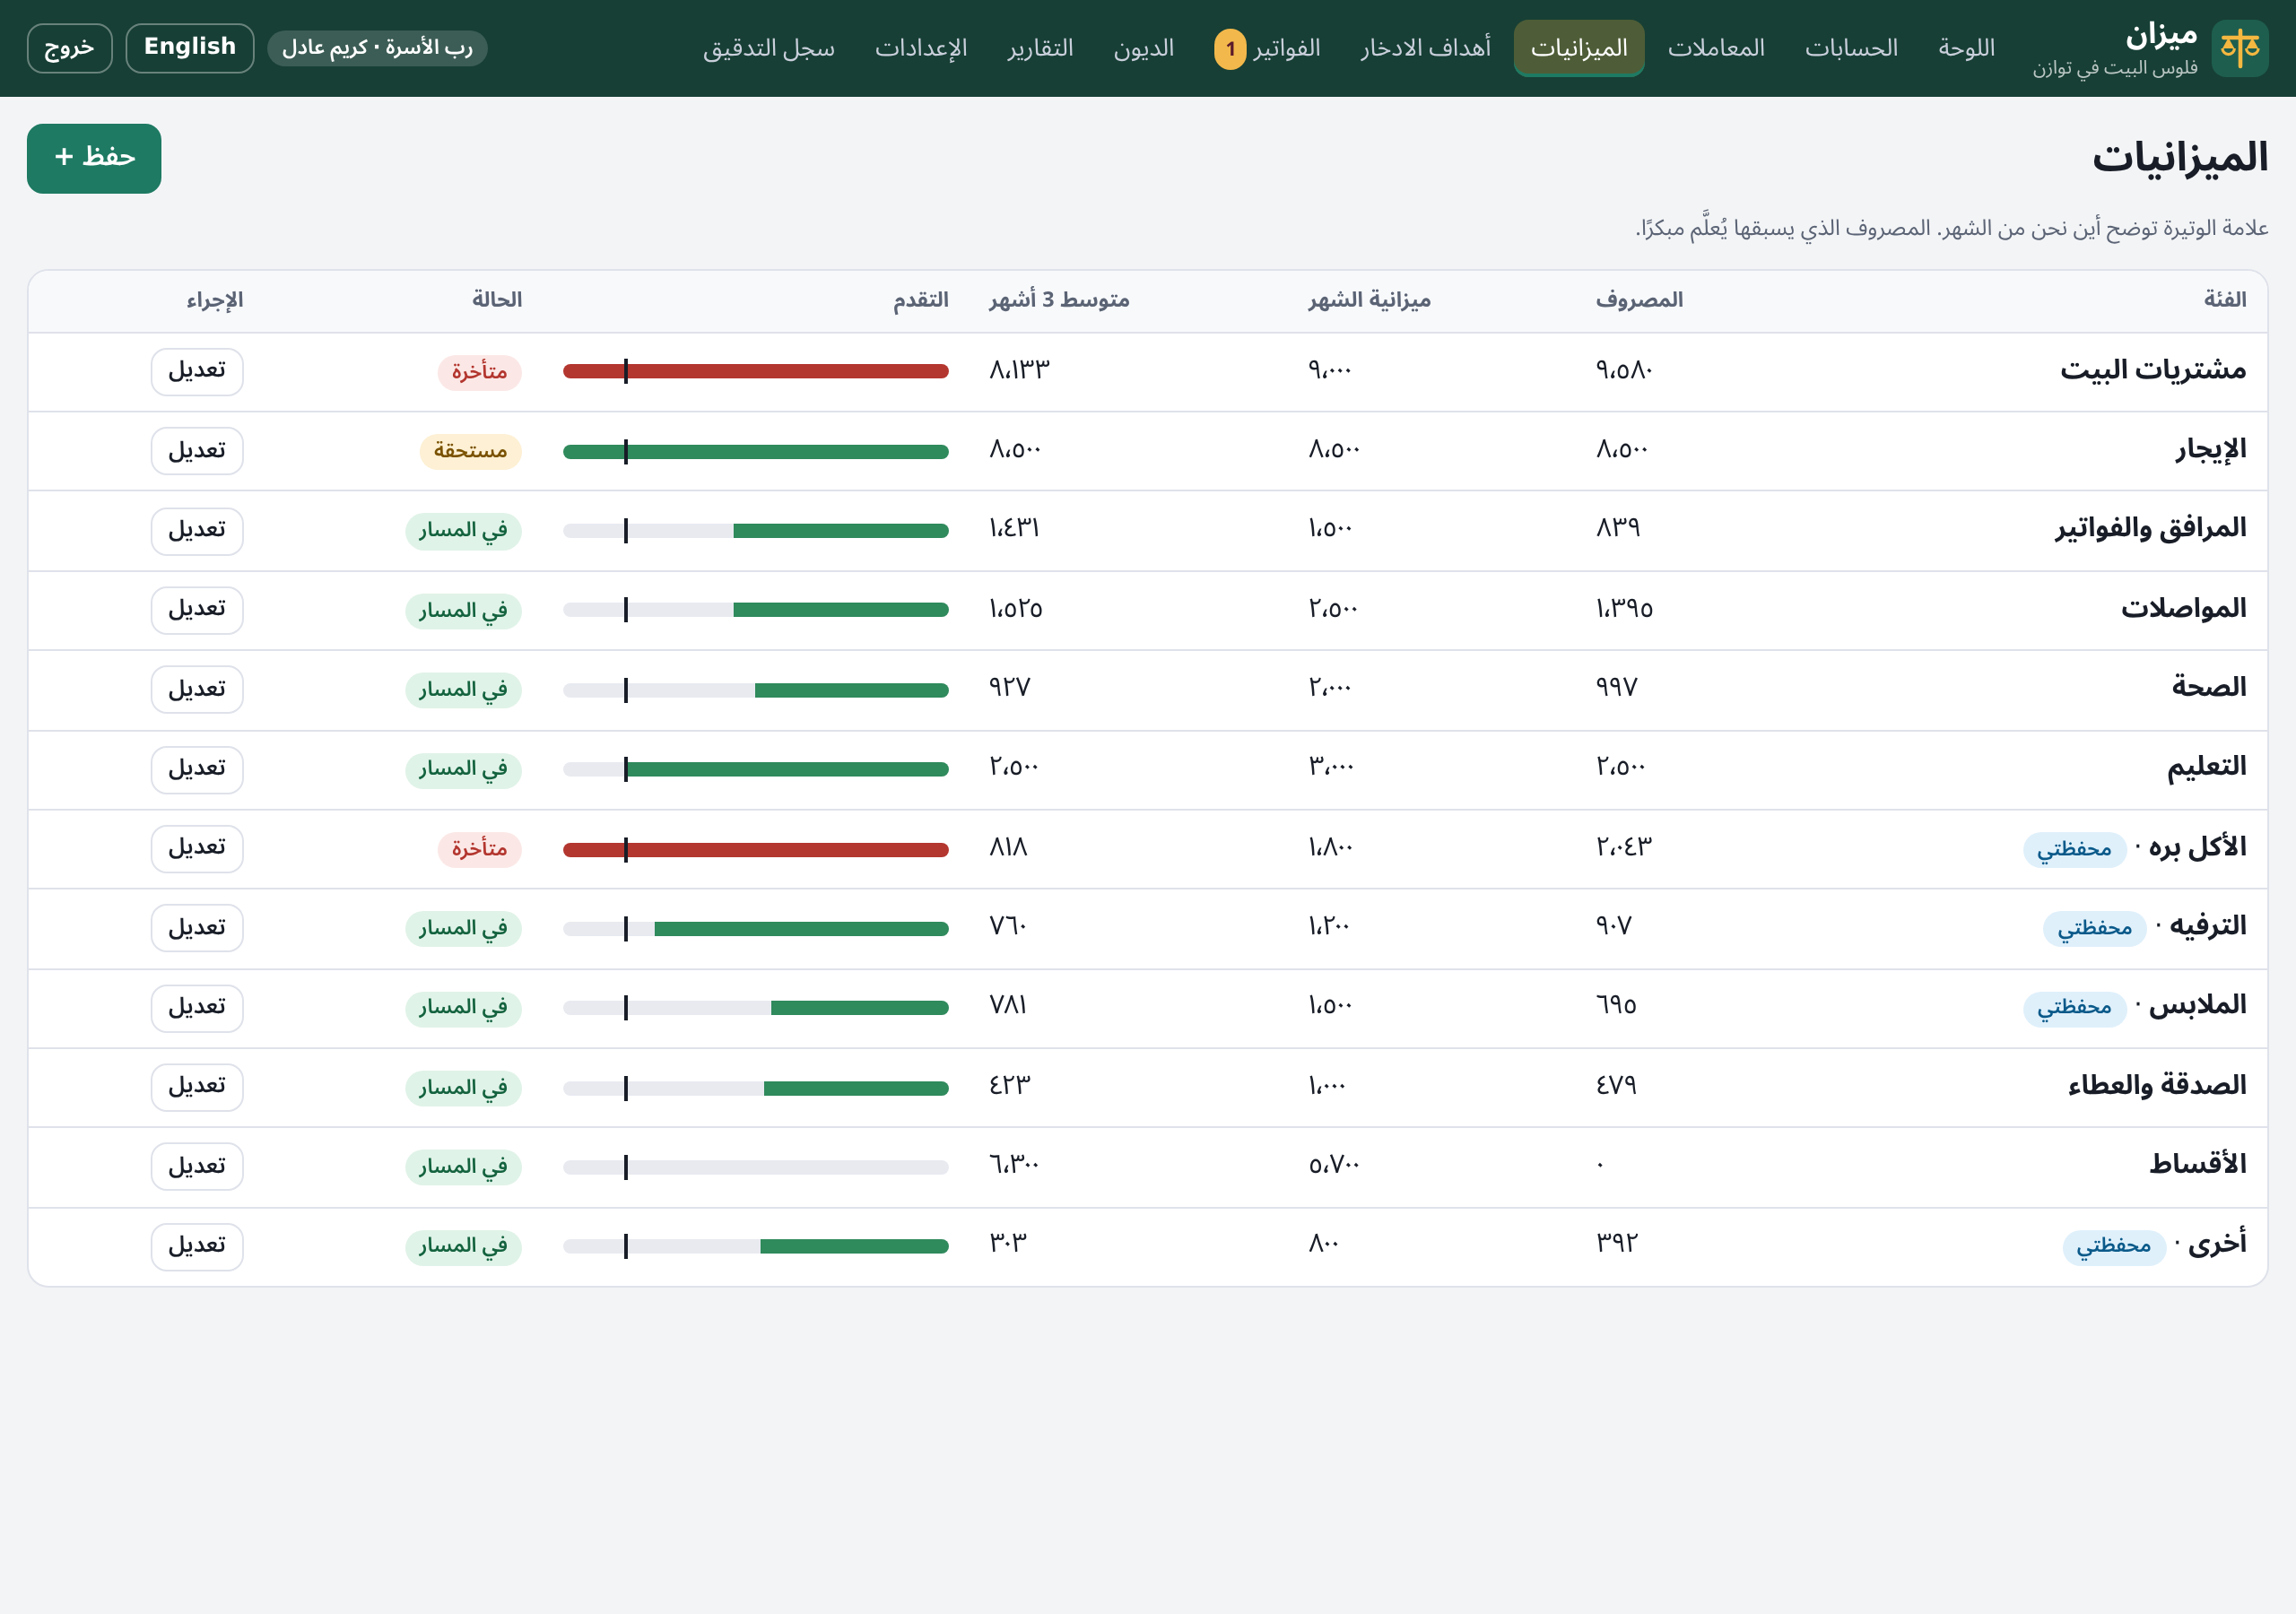 ميزان
فلوس البيت في توازن
اللوحة الحسابات المعاملات الميزانيات أهداف الادخار الفواتير 1 الديون التقارير الإعدادات سجل التدقيق
رب الأسرة · كريم عادل English خروج
الميزانيات
حفظ +
علامة الوتيرة توضح أين نحن من الشهر. المصروف الذي يسبقها يُعلَّم مبكرًا.
الفئة المصروف ميزانية الشهر متوسط 3 أشهر التقدم الحالة الإجراء
مشتريات البيت ٩،٥٨٠ ٩،٠٠٠ ٨،١٣٣ متأخرة تعديل
الإيجار ٨،٥٠٠ ٨،٥٠٠ ٨،٥٠٠ مستحقة تعديل
المرافق والفواتير ٨٣٩ ١،٥٠٠ ١،٤٣١ في المسار تعديل
المواصلات ١،٣٩٥ ٢،٥٠٠ ١،٥٢٥ في المسار تعديل
الصحة ٩٩٧ ٢،٠٠٠ ٩٢٧ في المسار تعديل
التعليم ٢،٥٠٠ ٣،٠٠٠ ٢،٥٠٠ في المسار تعديل
الأكل بره · محفظتي ٢،٠٤٣ ١،٨٠٠ ٨١٨ متأخرة تعديل
الترفيه · محفظتي ٩٠٧ ١،٢٠٠ ٧٦٠ في المسار تعديل
الملابس · محفظتي ٦٩٥ ١،٥٠٠ ٧٨١ في المسار تعديل
الصدقة والعطاء ٤٧٩ ١،٠٠٠ ٤٢٣ في المسار تعديل
الأقساط ٠ ٥،٧٠٠ ٦،٣٠٠ في المسار تعديل
أخرى · محفظتي ٣٩٢ ٨٠٠ ٣٠٣ في المسار تعديل